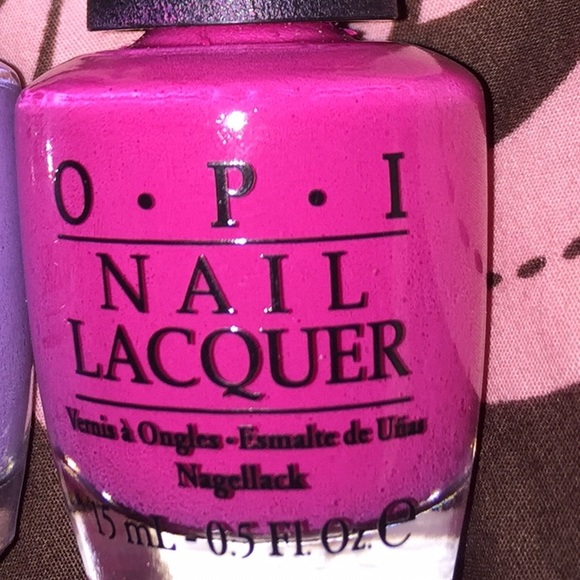 O · P · I
NAIL
LACQUER
Vernis à Ongles - Esmalte de Uñas
Nagellack
15 mL - 0.5 Fl. Oz. e